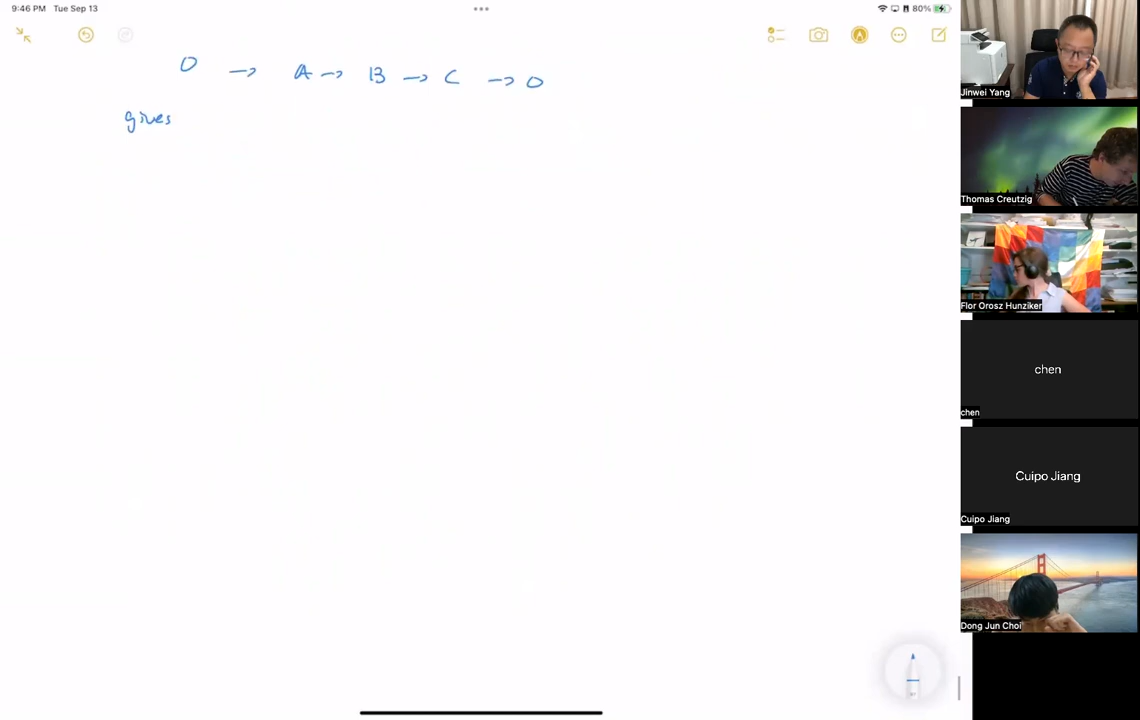 9:46 PM Tue Sep 13
80%
0 → A → B → C → 0
gives
Jinwei Yang
Thomas Creutzig
Flor Orosz Hunziker
chen
chen
Cuipo Jiang
Cuipo Jiang
Dong Jun Choi